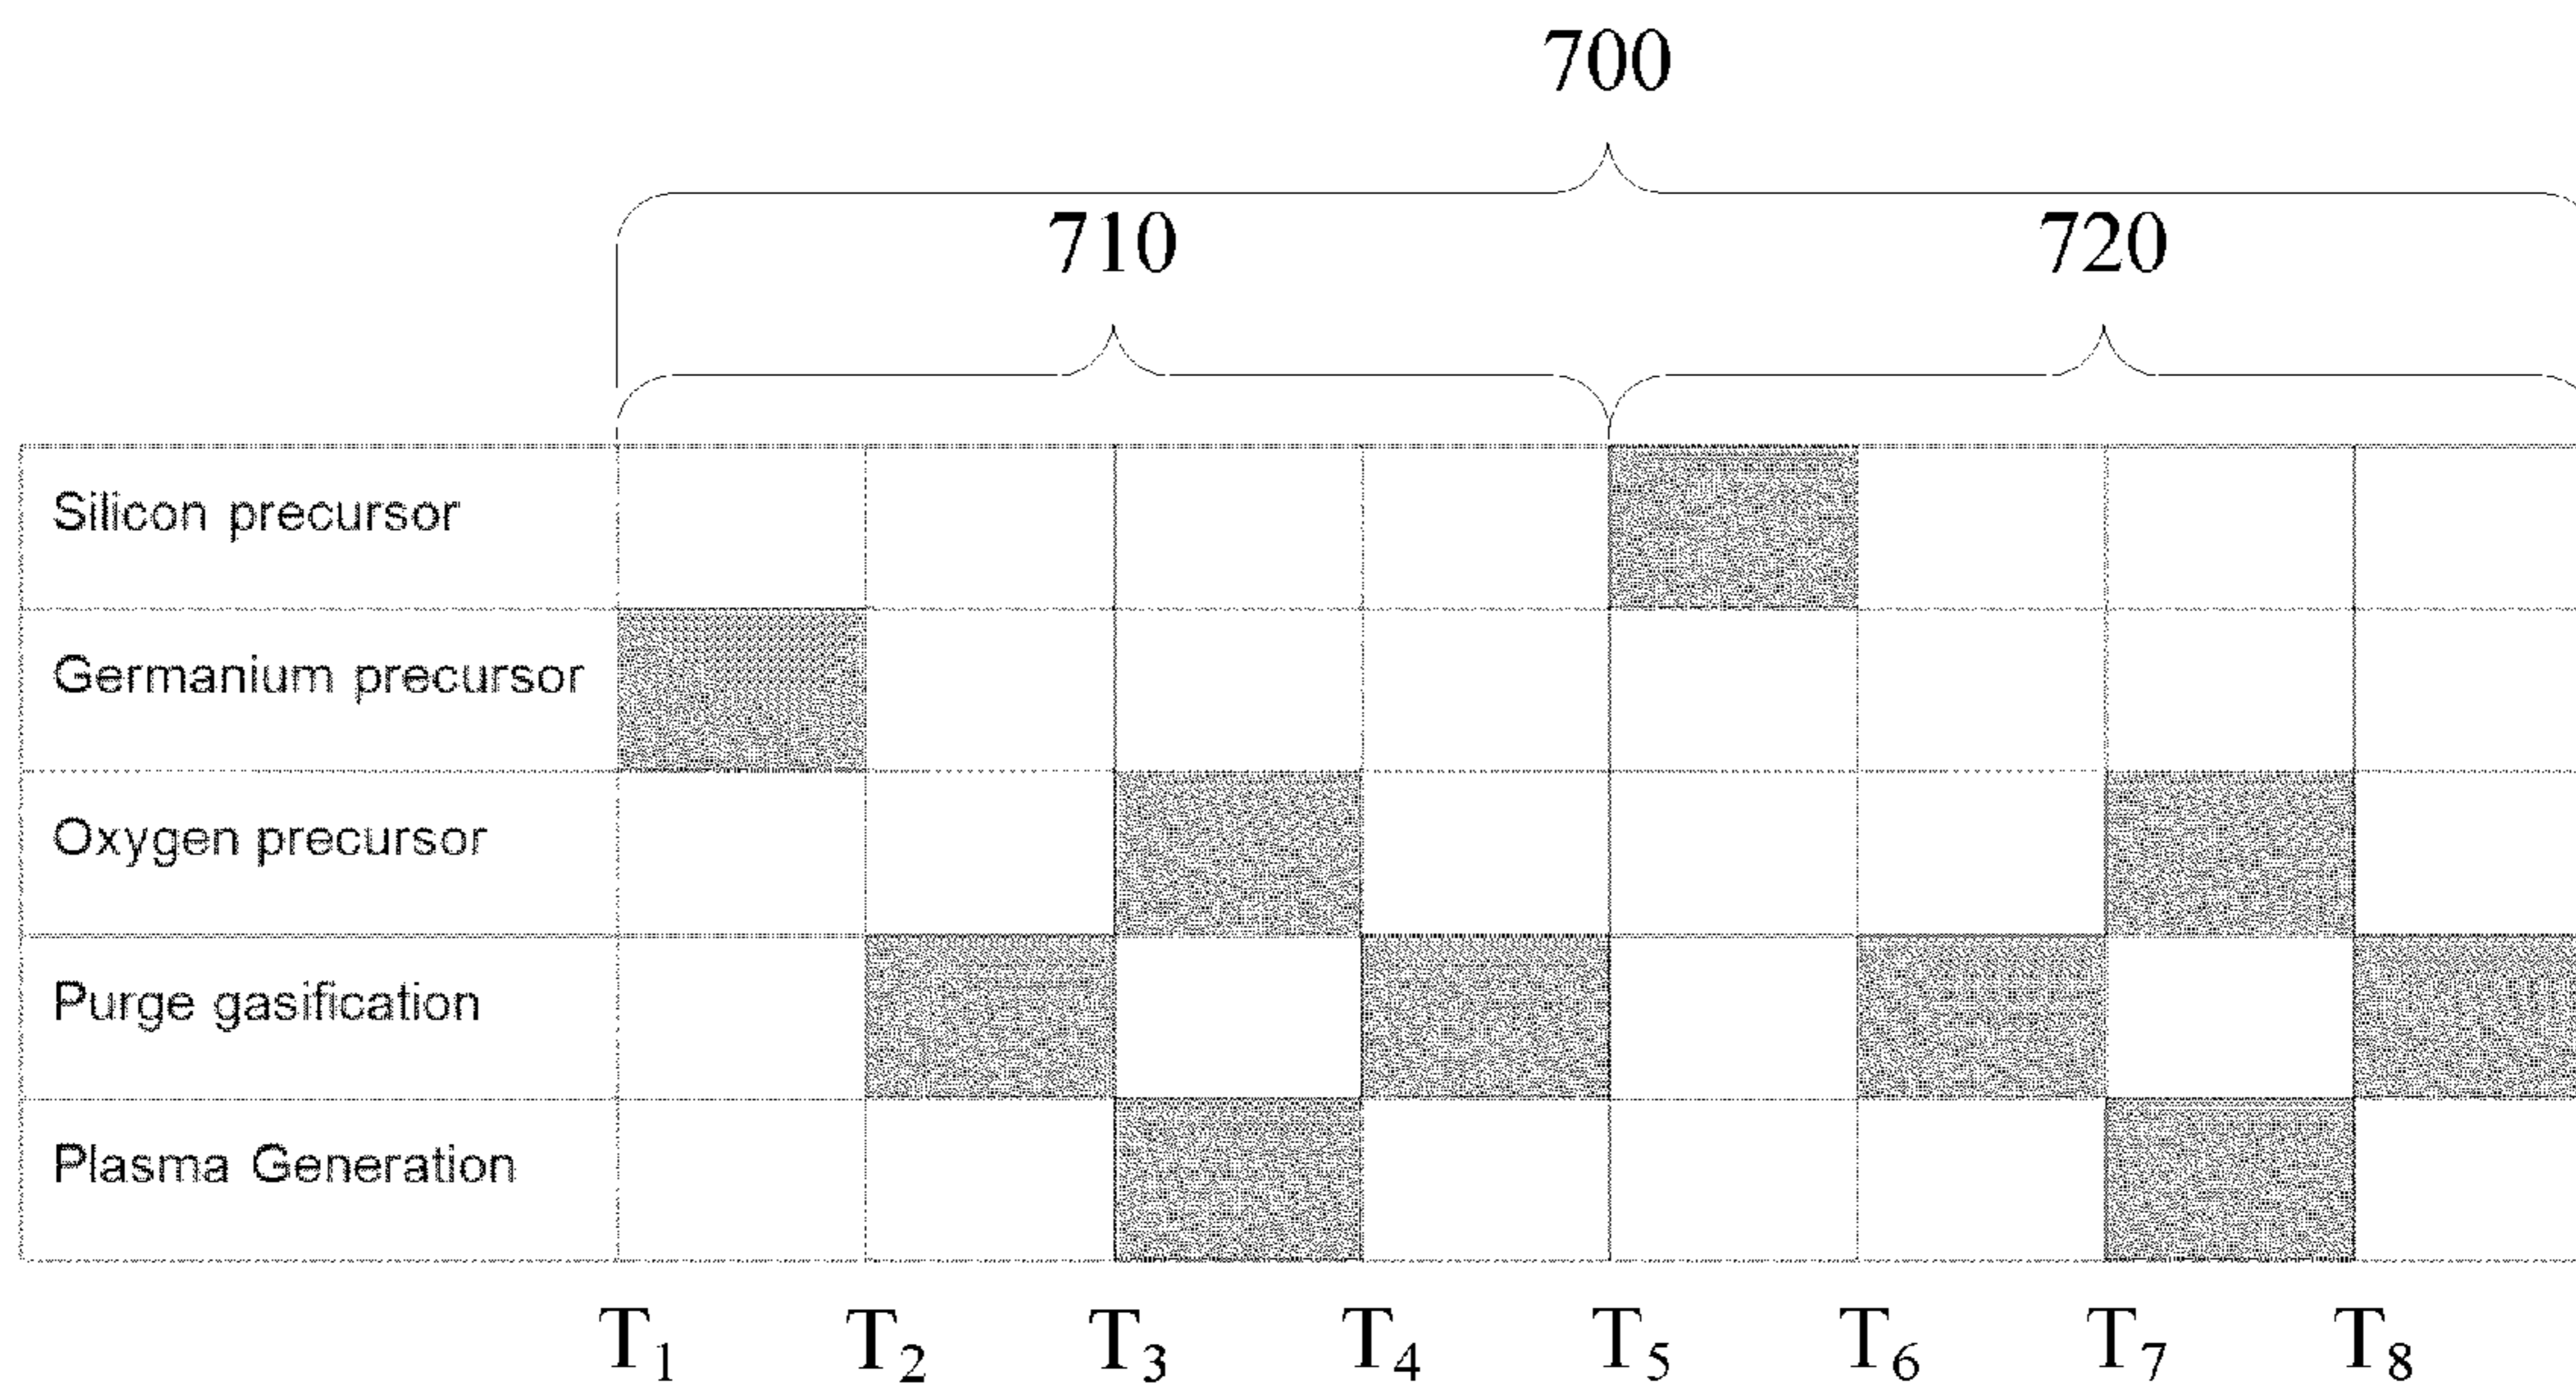 700
710 720
Silicon precursor
Germanium precursor
Oxygen precursor
Purge gasification
Plasma Generation
T1 T2 T3 T4 T5 T6 T7 T8